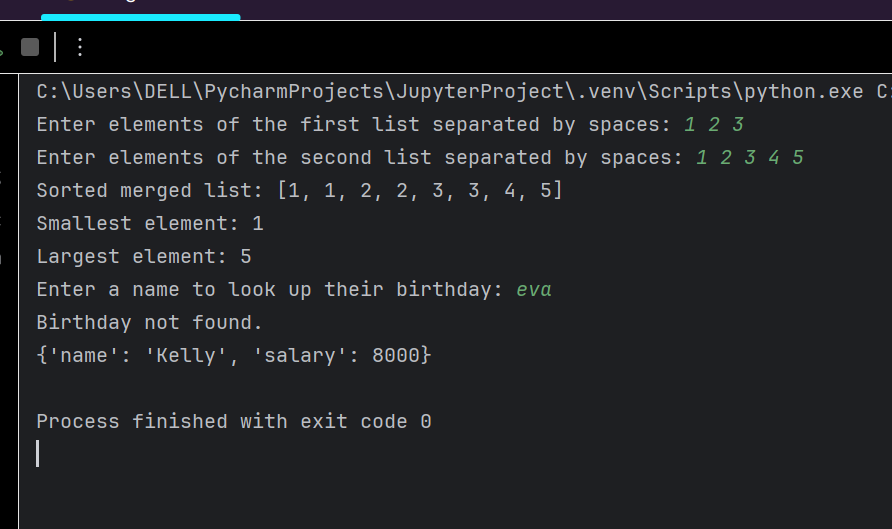 C:\Users\DELL\PycharmProjects\JupyterProject\.venv\Scripts\python.exe C:
Enter elements of the first list separated by spaces: 1 2 3
Enter elements of the second list separated by spaces: 1 2 3 4 5
Sorted merged list: [1, 1, 2, 2, 3, 3, 4, 5]
Smallest element: 1
Largest element: 5
Enter a name to look up their birthday: eva
Birthday not found.
{'name': 'Kelly', 'salary': 8000}
Process finished with exit code 0